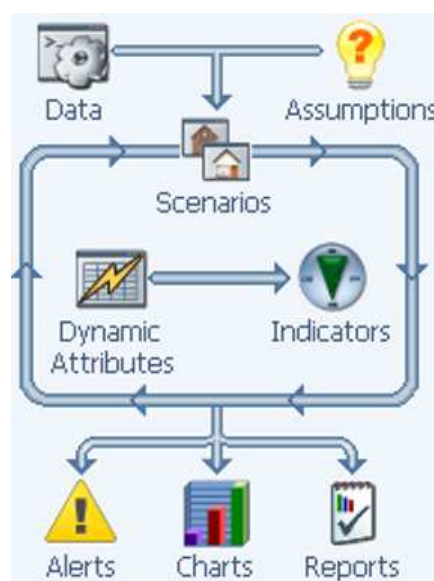 Data
Assumptions
Scenarios
Dynamic
Attributes
Indicators
Alerts
Charts
Reports